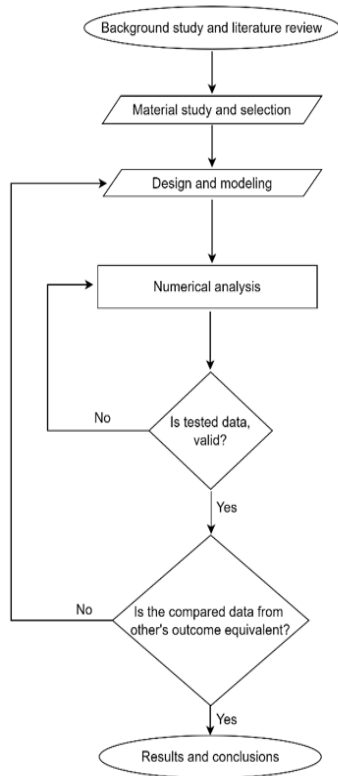 Background study and literature review
Material study and selection
Design and modeling
Numerical analysis
No
Is tested data,
valid?
Yes
No
Is the compared data from
other's outcome equivalent?
Yes
Results and conclusions